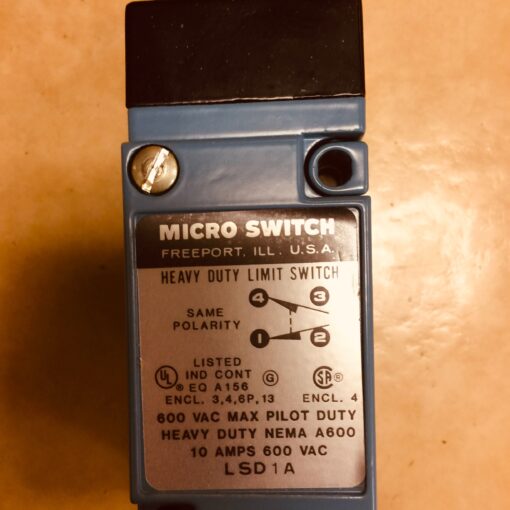 MICRO SWITCH
FREEPORT, ILL. U.S.A.
HEAVY DUTY LIMIT SWITCH
4 3
SAME
POLARITY
1 2
LISTED
UL ® IND CONT G SA ®
EQ A156
ENCL. 3,4,6P,13 ENCL. 4
600 VAC MAX PILOT DUTY
HEAVY DUTY NEMA A600
10 AMPS 600 VAC
LSD1A